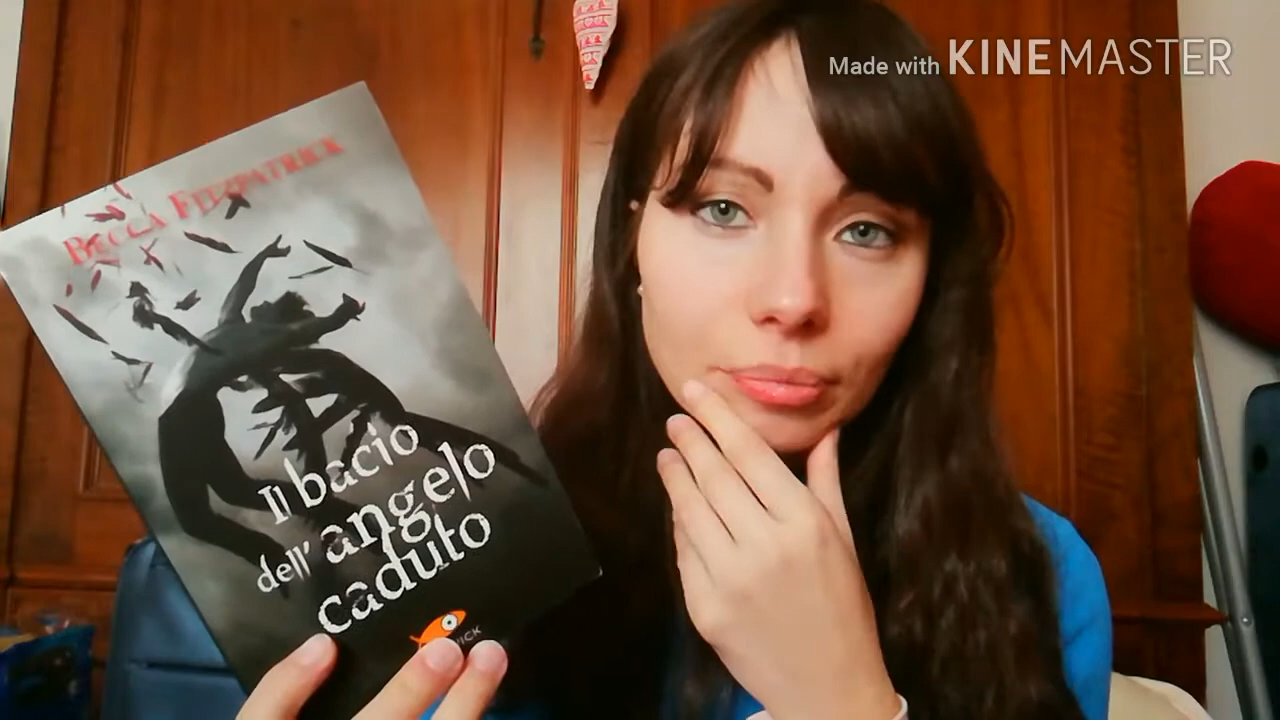 Made with KINEMASTER
BECCA FITZPATRICK
Il bacio
dell' angelo
caduto